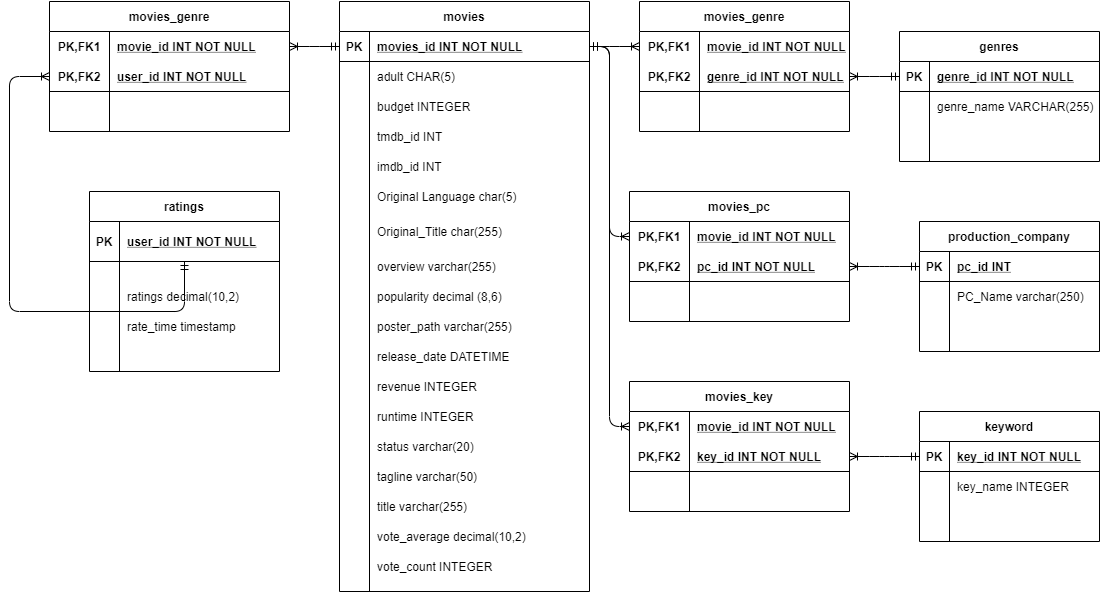 movies_genre
PK,FK1 movie_id INT NOT NULL
PK,FK2 user_id INT NOT NULL
ratings
PK user_id INT NOT NULL
ratings decimal(10,2)
rate_time timestamp
movies
PK movies_id INT NOT NULL
adult CHAR(5)
budget INTEGER
tmdb_id INT
imdb_id INT
Original Language char(5)
Original_Title char(255)
overview varchar(255)
popularity decimal (8,6)
poster_path varchar(255)
release_date DATETIME
revenue INTEGER
runtime INTEGER
status varchar(20)
tagline varchar(50)
title varchar(255)
vote_average decimal(10,2)
vote_count INTEGER
movies_genre
PK,FK1 movie_id INT NOT NULL
PK,FK2 genre_id INT NOT NULL
genres
PK genre_id INT NOT NULL
genre_name VARCHAR(255)
movies_pc
PK,FK1 movie_id INT NOT NULL
PK,FK2 pc_id INT NOT NULL
production_company
PK pc_id INT
PC_Name varchar(250)
movies_key
PK,FK1 movie_id INT NOT NULL
PK,FK2 key_id INT NOT NULL
keyword
PK key_id INT NOT NULL
key_name INTEGER